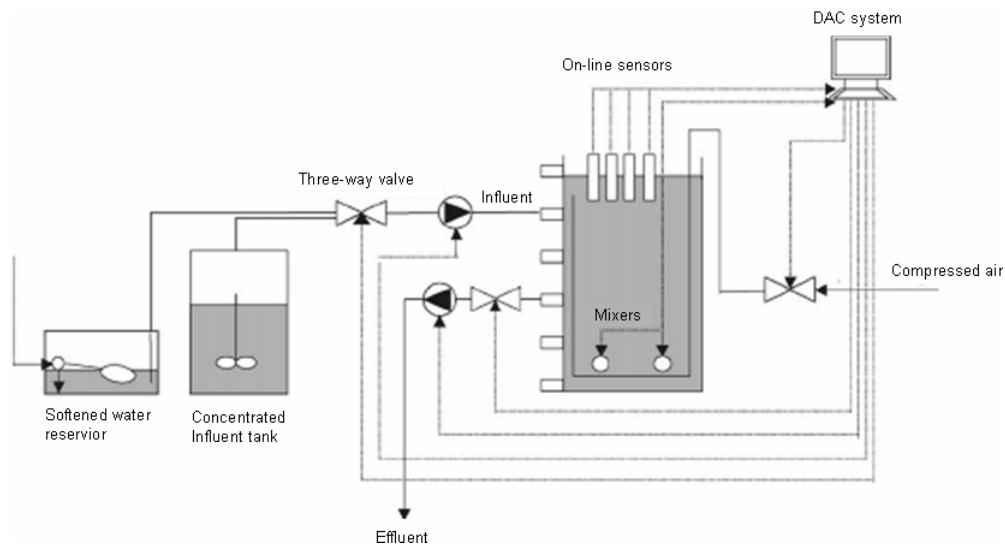 DAC system
On-line sensors
Three-way valve
Influent
Compressed air
Mixers
Softened water
reservior
Concentrated
Influent tank
Effluent